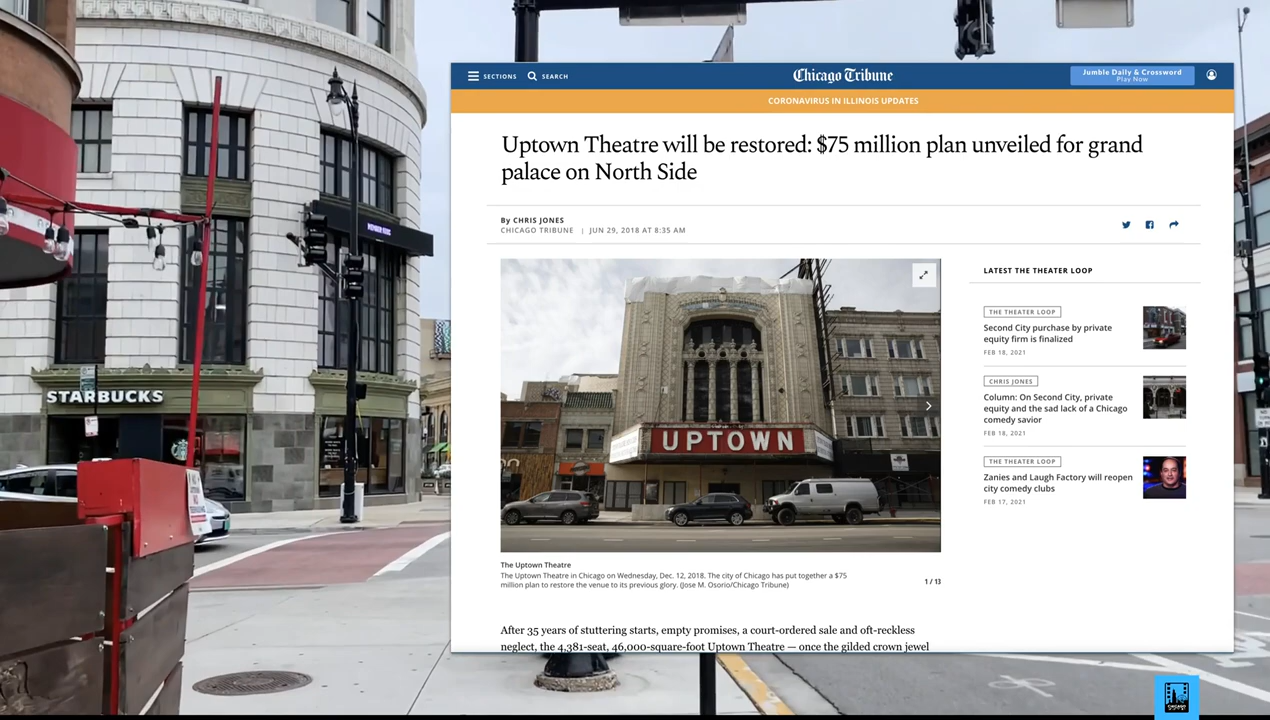 SECTIONS
SEARCH
Chicago Tribune
Jumble Daily & Crossword
Play Now
CORONAVIRUS IN ILLINOIS UPDATES
Uptown Theatre will be restored: $75 million plan unveiled for grand
palace on North Side
By CHRIS JONES
CHICAGO TRIBUNE | JUN 29, 2018 AT 8:35 AM
UPTOWN
The Uptown Theatre
The Uptown Theatre in Chicago on Wednesday, Dec. 12, 2018. The city of Chicago has put together a $75
million plan to restore the venue to its previous glory. (Jose M. Osorio/Chicago Tribune)
1 / 13
After 35 years of stuttering starts, empty promises, a court-ordered sale and oft-reckless
neglect, the 4,381-seat, 46,000-square-foot Uptown Theatre — once the gilded crown jewel
LATEST THE THEATER LOOP
THE THEATER LOOP
Second City purchase by private
equity firm is finalized
FEB 18, 2021
CHRIS JONES
Column: On Second City, private
equity and the sad lack of a Chicago
comedy savior
FEB 18, 2021
THE THEATER LOOP
Zanies and Laugh Factory will reopen
city comedy clubs
FEB 17, 2021
STARBUCKS